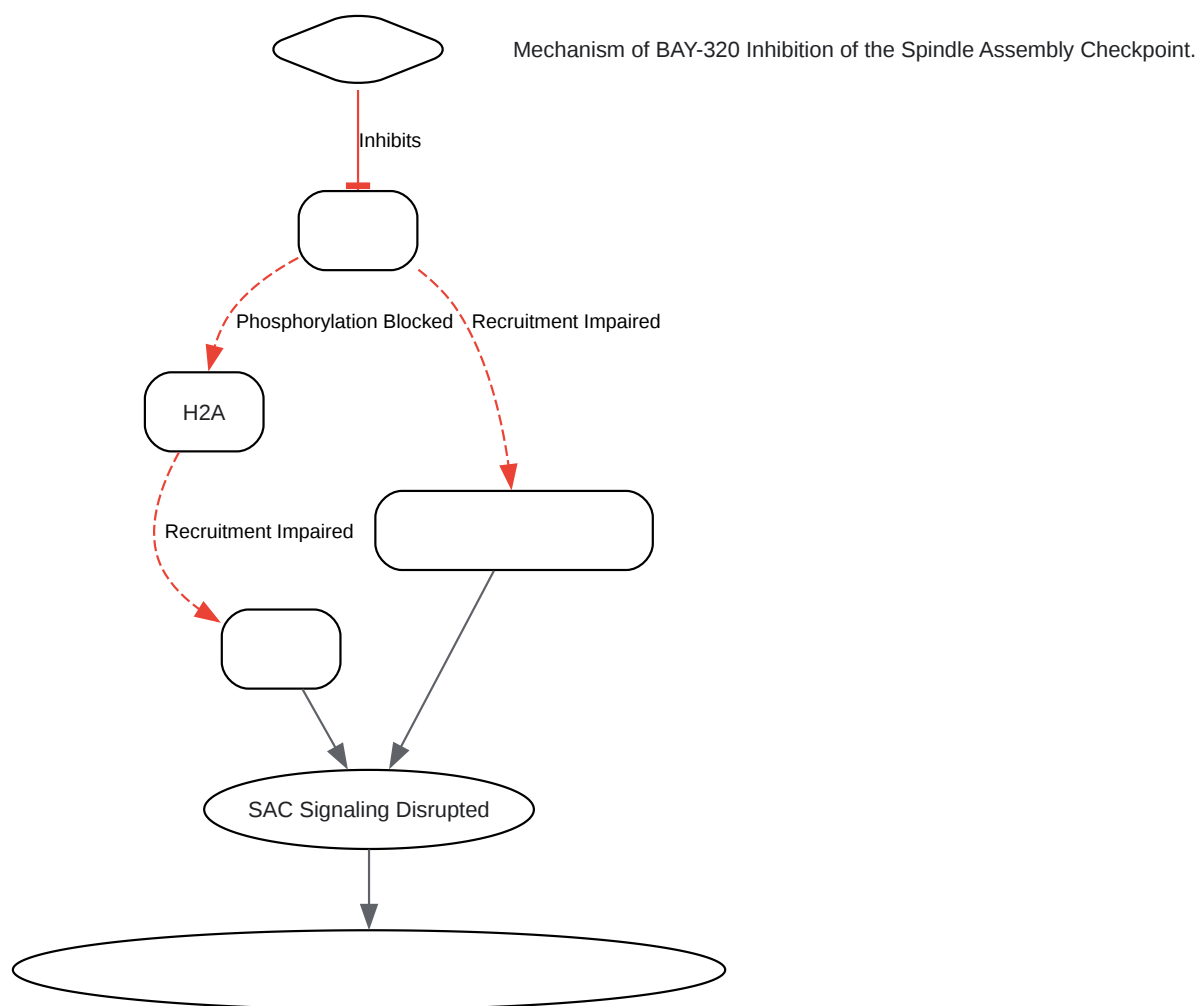 Mechanism of BAY-320 Inhibition of the Spindle Assembly Checkpoint.
Inhibits
Phosphorylation Blocked
Recruitment Impaired
H2A
Recruitment Impaired
SAC Signaling Disrupted